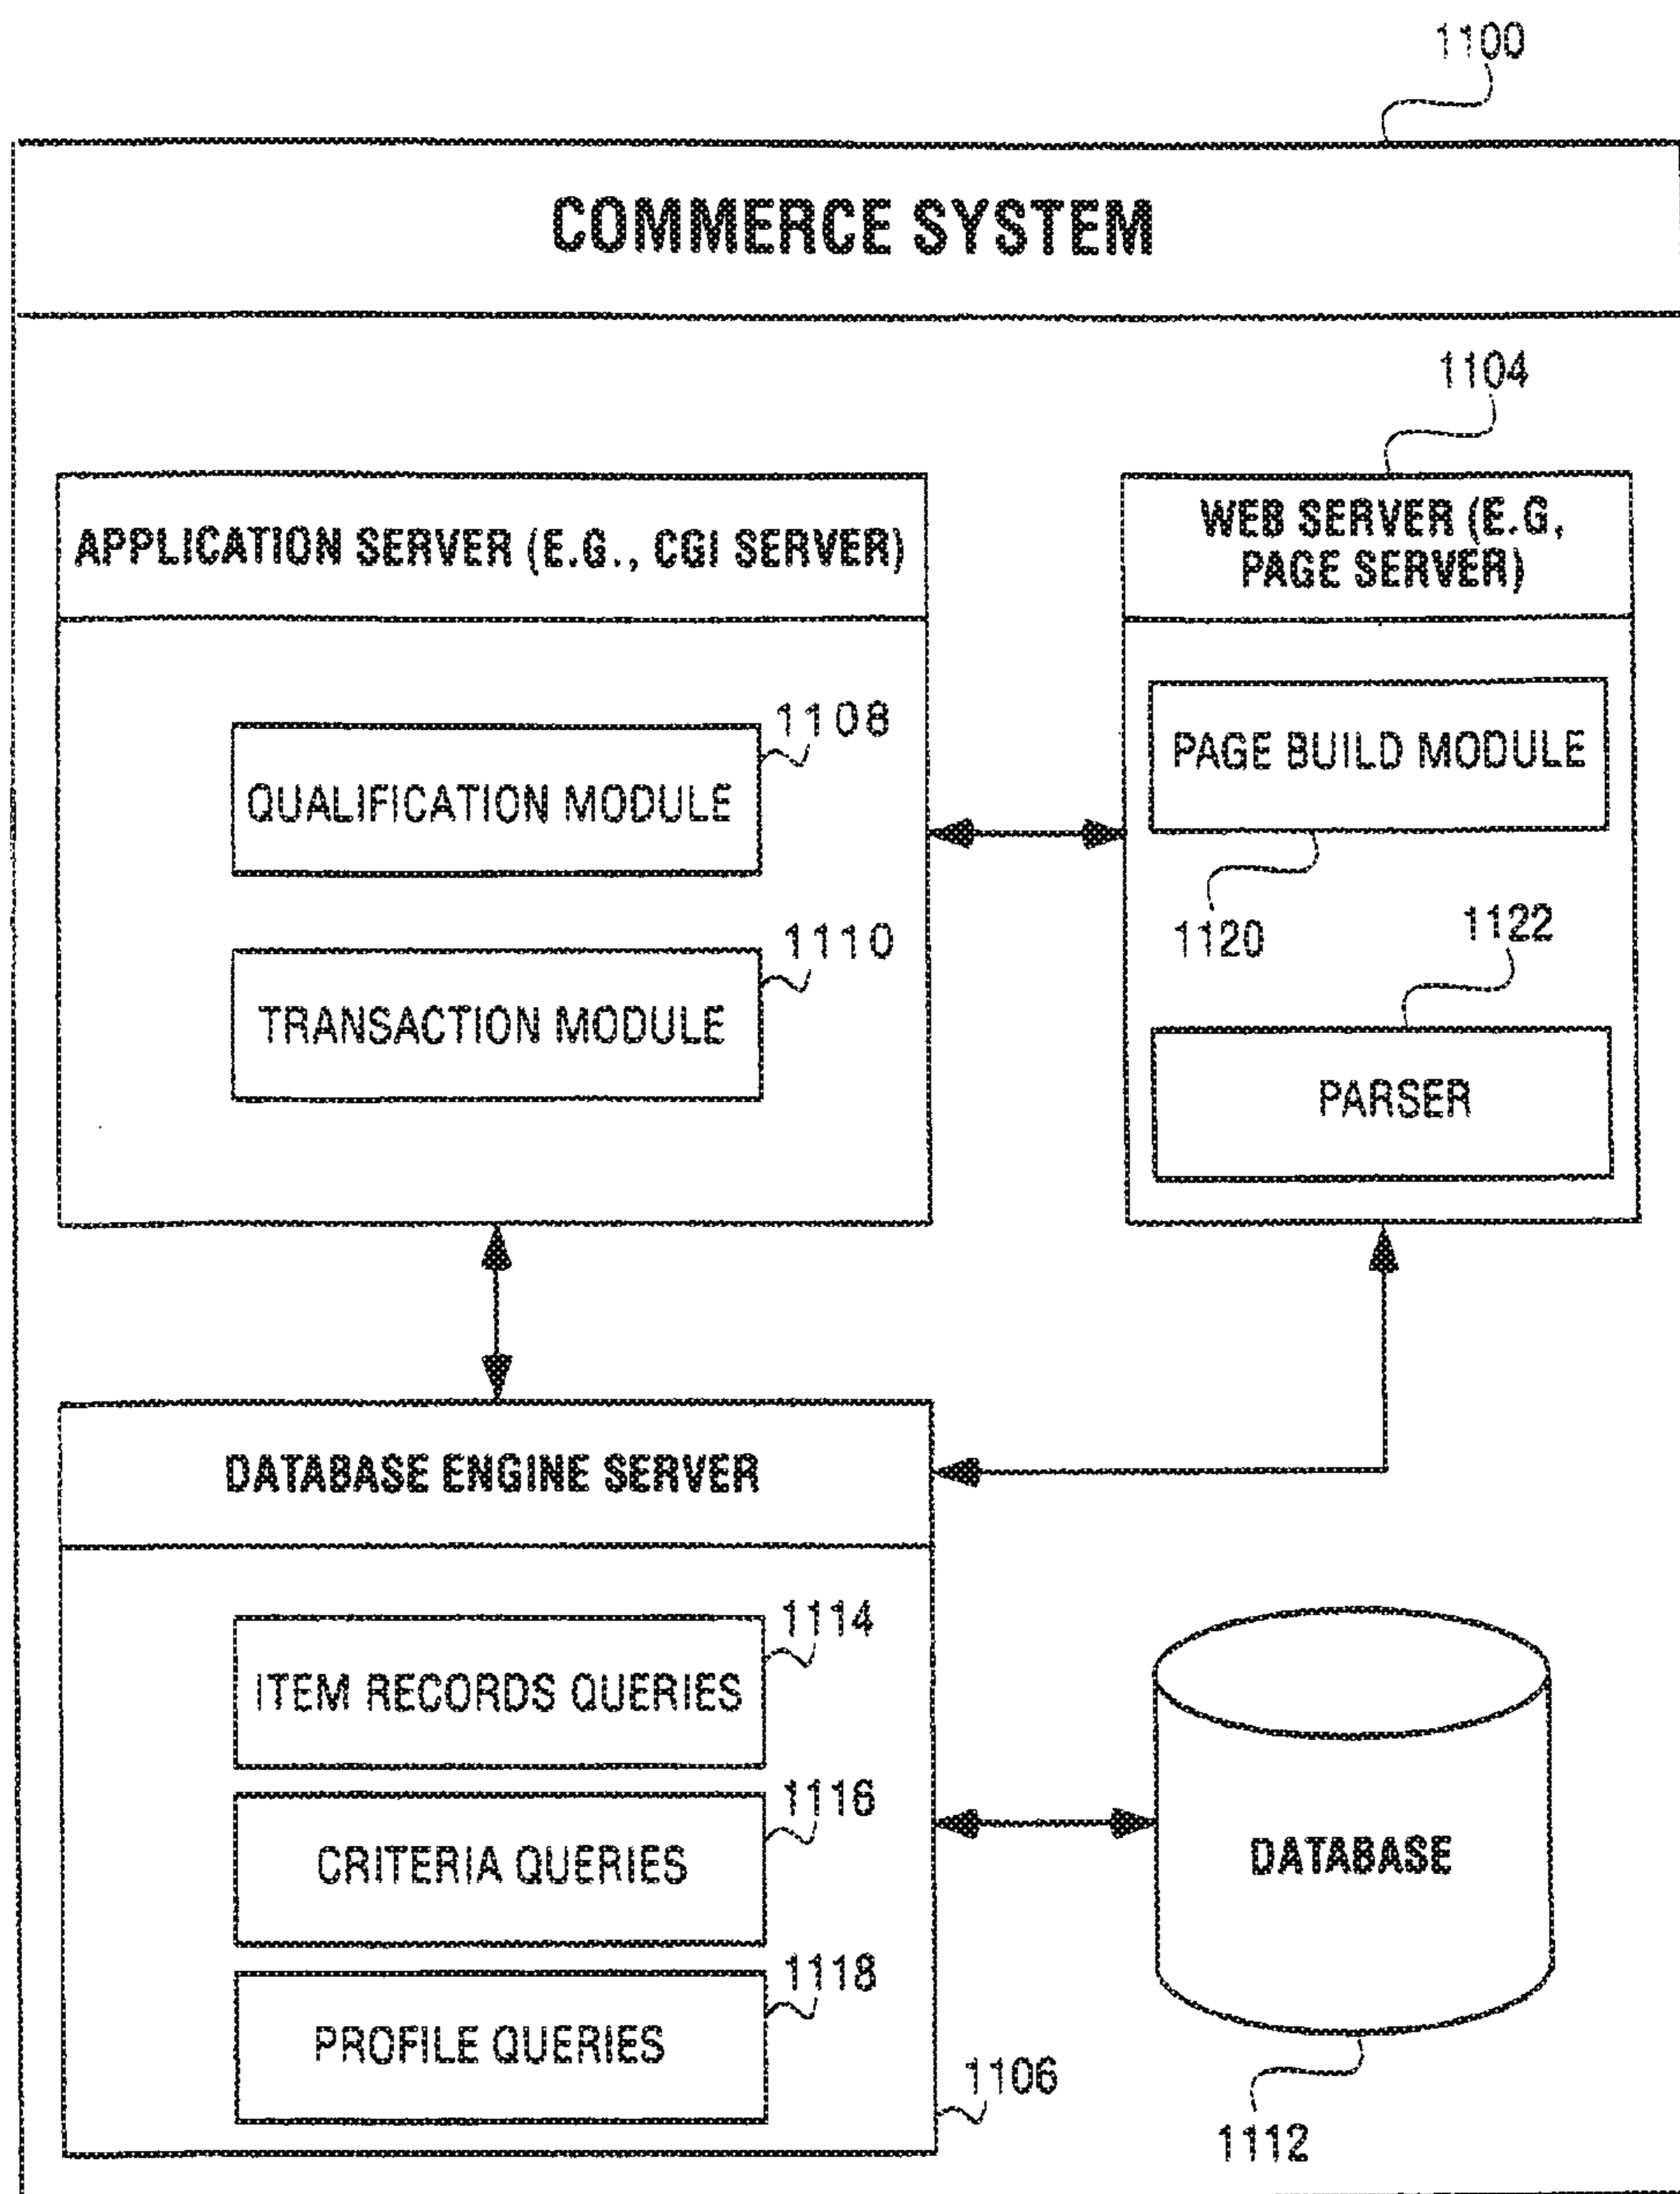 1100
COMMERCE SYSTEM
1104
APPLICATION SERVER (E.G., CGI SERVER)
WEB SERVER (E.G,
PAGE SERVER)
1108
QUALIFICATION MODULE
PAGE BUILD MODULE
1120
1110
TRANSACTION MODULE
1122
PARSER
DATABASE ENGINE SERVER
1114
ITEM RECORDS QUERIES
1116
CRITERIA QUERIES
1118
PROFILE QUERIES
1106
DATABASE
1112